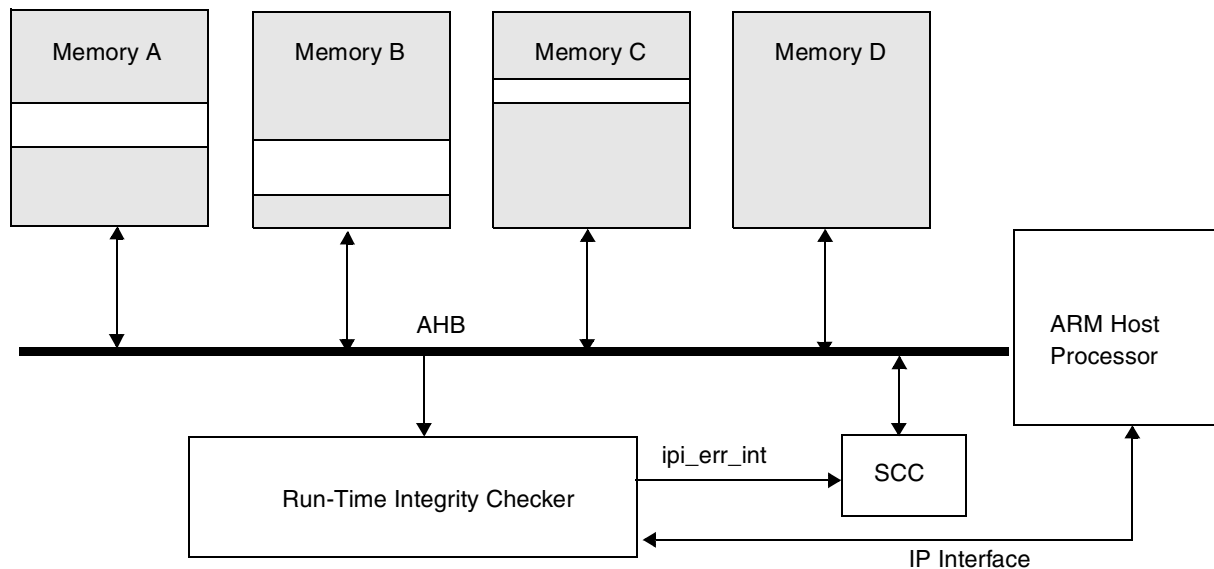 Memory A
Memory B
Memory C
Memory D
AHB
ARM Host
Processor
ipi_err_int
SCC
Run-Time Integrity Checker
IP Interface